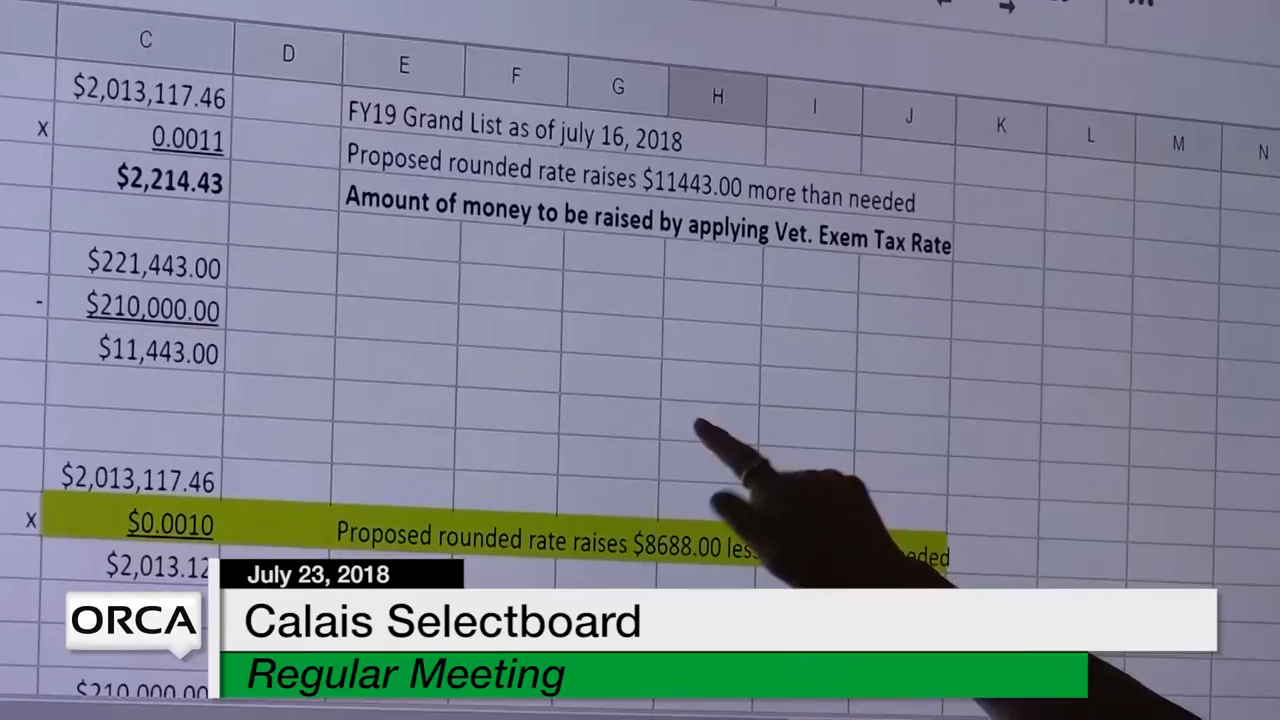 C D E F G H I J K L M N
$2,013,117.46 FY19 Grand List as of july 16, 2018
x 0.0011 Proposed rounded rate raises $11443.00 more than needed
$2,214.43 Amount of money to be raised by applying Vet. Exem Tax Rate
$221,443.00
- $210,000.00
$11,443.00
$2,013,117.46
x $0.0010 Proposed rounded rate raises $8688.00
$2,013.12
July 23, 2018
ORCA
Calais Selectboard
Regular Meeting
$210,000.00